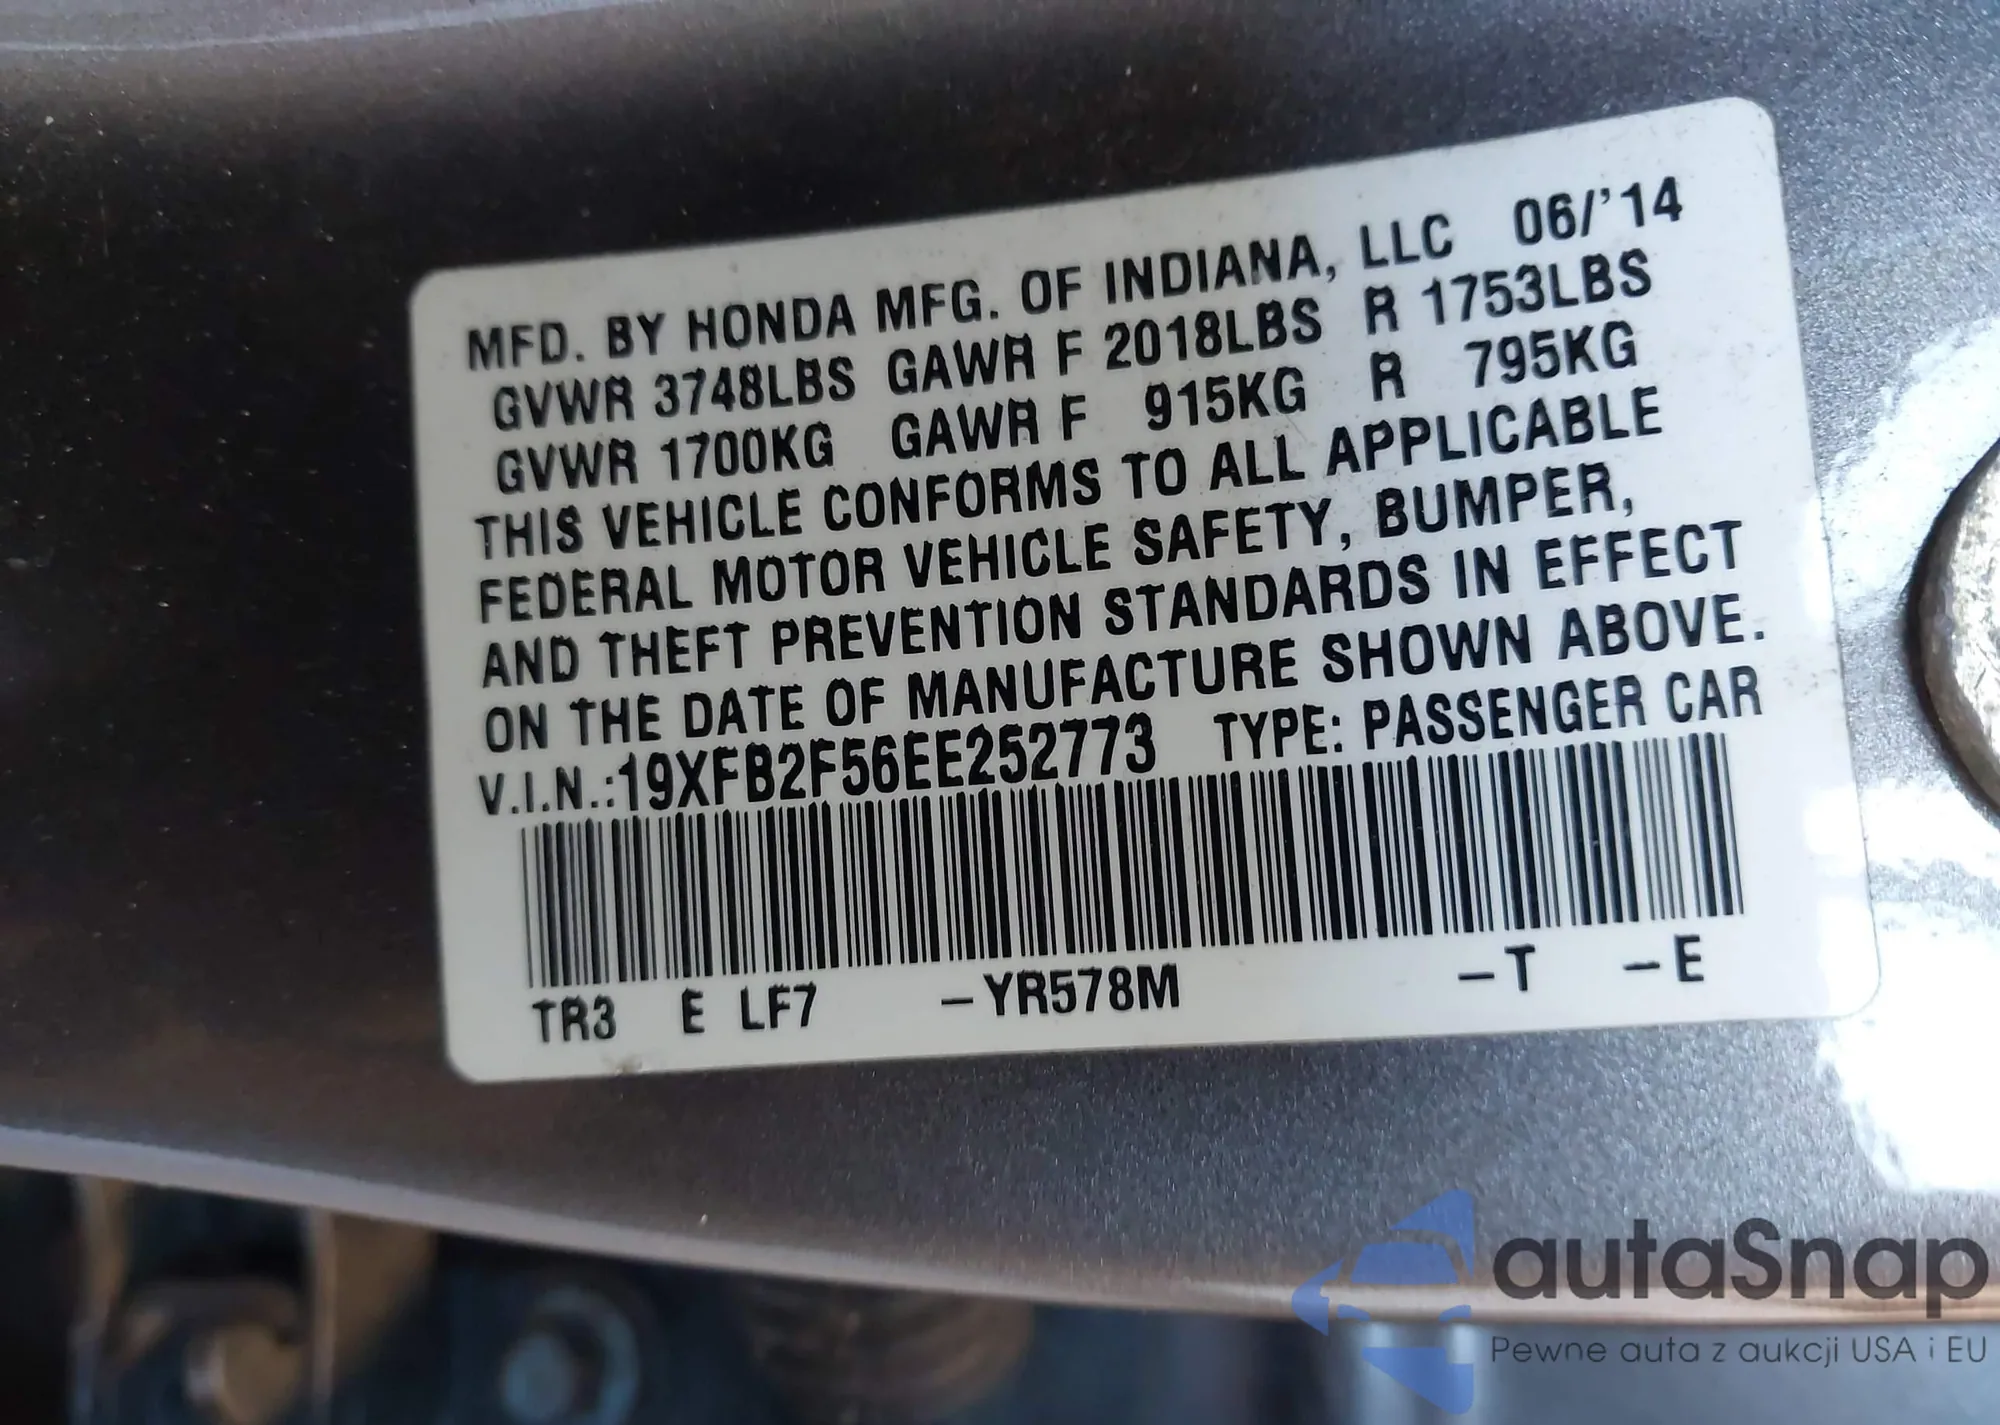 MFD. BY HONDA MFG. OF INDIANA, LLC 06/'14
GVWR 3748LBS GAWR F 2018LBS R 1753LBS
GVWR 1700KG GAWR F 915KG R 795KG
THIS VEHICLE CONFORMS TO ALL APPLICABLE
FEDERAL MOTOR VEHICLE SAFETY, BUMPER,
AND THEFT PREVENTION STANDARDS IN EFFECT
ON THE DATE OF MANUFACTURE SHOWN ABOVE.
V.I.N.:19XFB2F56EE252773 TYPE: PASSENGER CAR
TR3 E LF7 –YR578M –T –E
autaSnap
Pewne auta z aukcji USA i EU